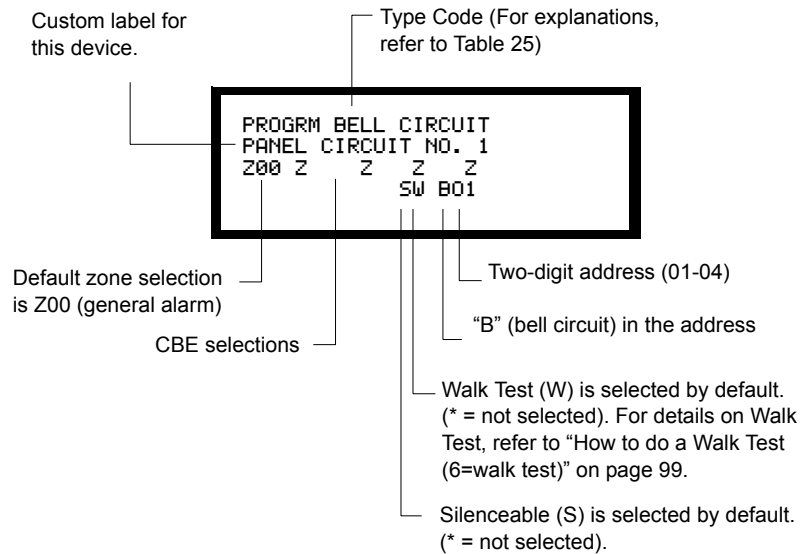 Custom label for
this device.
Type Code (For explanations,
refer to Table 25)
PROGRM BELL CIRCUIT
PANEL CIRCUIT NO. 1
Z00 Z Z Z Z
SW B01
Default zone selection
is Z00 (general alarm)
CBE selections
Two-digit address (01-04)
“B” (bell circuit) in the address
Walk Test (W) is selected by default.
(* = not selected). For details on Walk
Test, refer to “How to do a Walk Test
(6=walk test)” on page 99.
Silenceable (S) is selected by default.
(* = not selected).